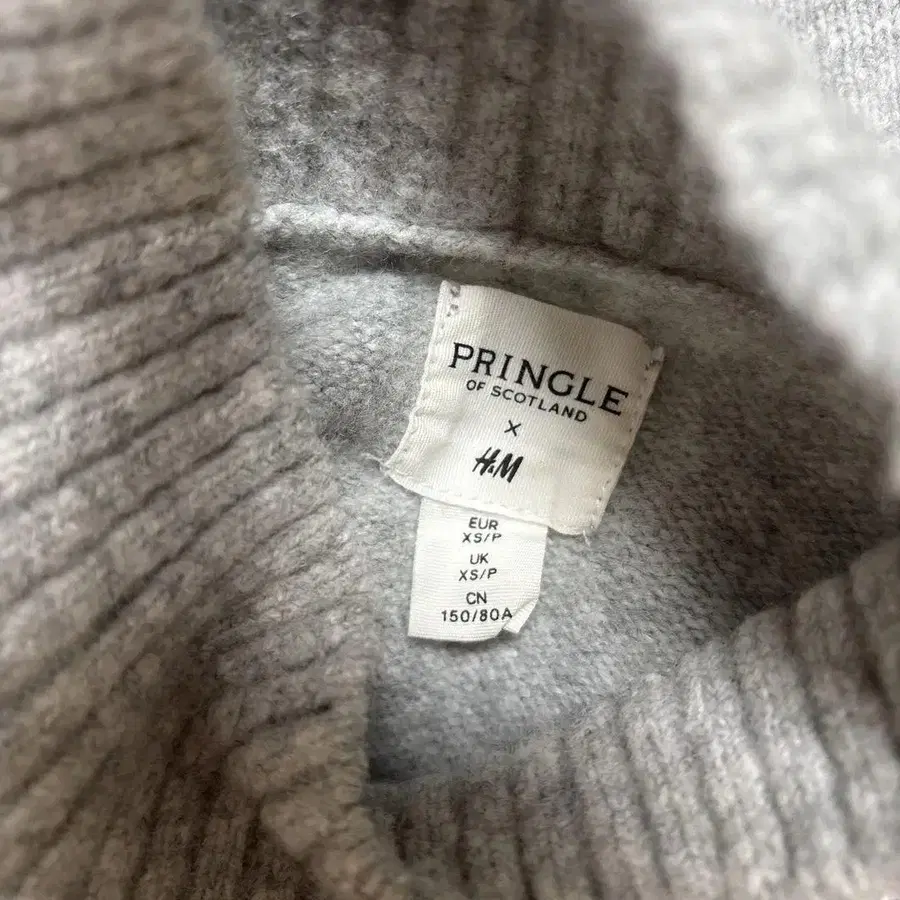 PRINGLE
OF SCOTLAND
X
H&M
EUR
XS/P
UK
XS/P
CN
150/80A